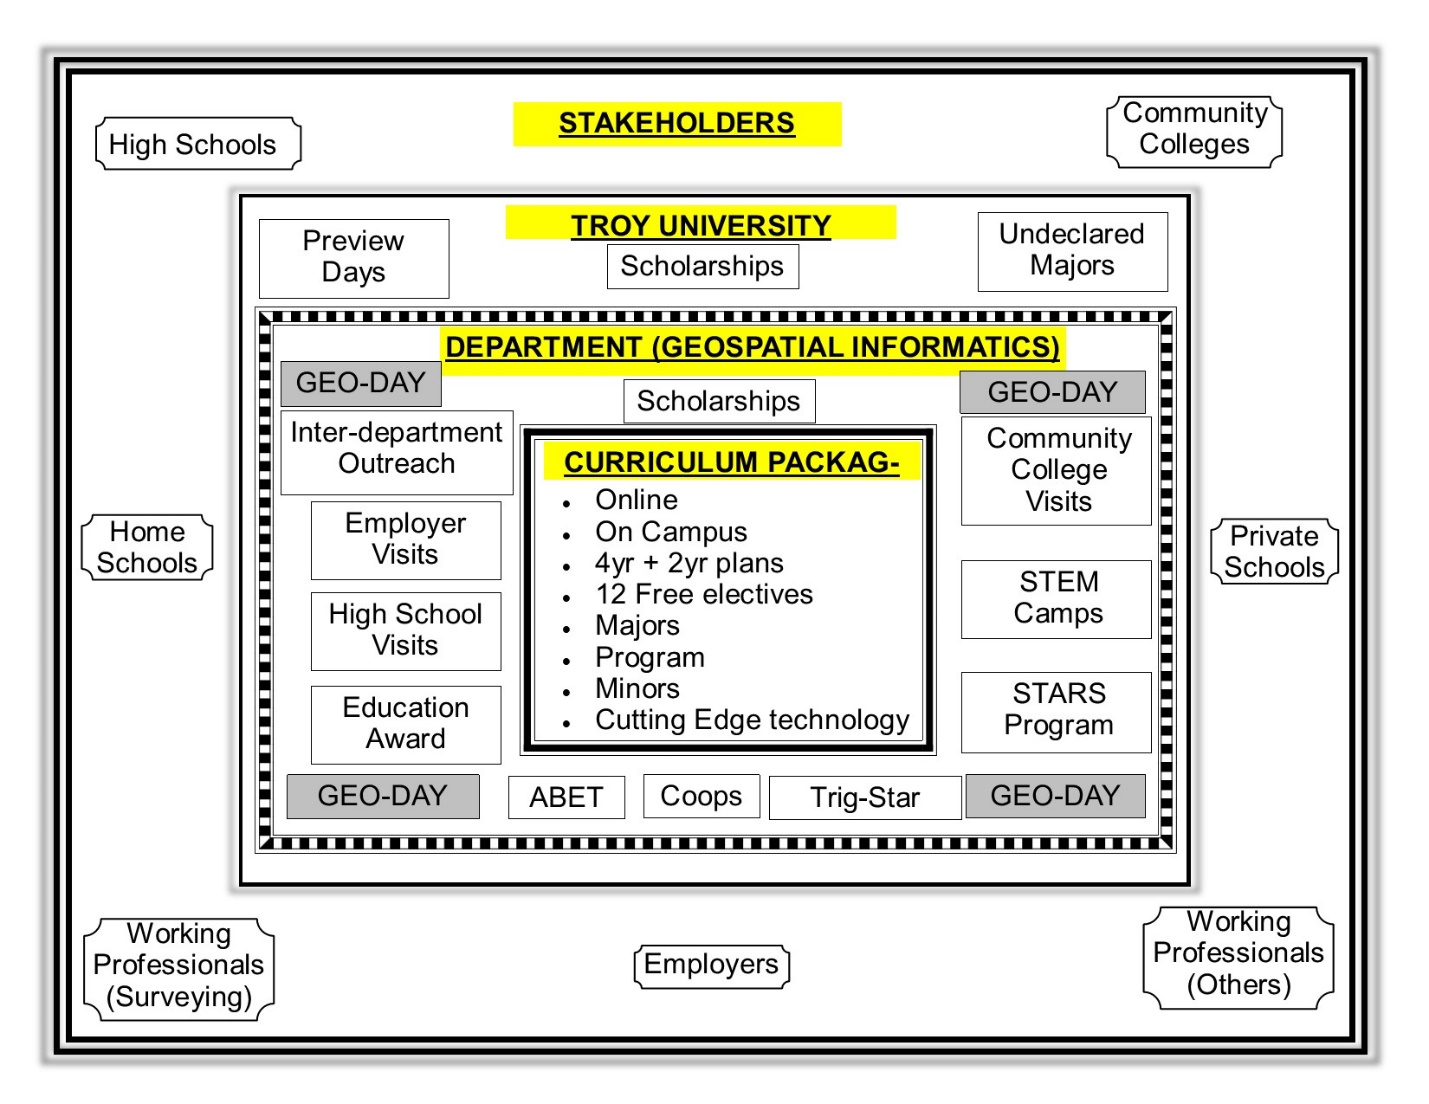 STAKEHOLDERS
High Schools
Community
Colleges
TROY UNIVERSITY
Preview
Days
Scholarships
Undeclared
Majors
DEPARTMENT (GEOSPATIAL INFORMATICS)
GEO-DAY
Scholarships
GEO-DAY
Inter-department
Outreach
Community
College
Visits
CURRICULUM PACKAG-
• Online
• On Campus
• 4yr + 2yr plans
• 12 Free electives
• Majors
• Program
• Minors
• Cutting Edge technology
Employer
Visits
High School
Visits
Education
Award
STEM
Camps
STARS
Program
Home
Schools
Private
Schools
GEO-DAY
ABET
Coops
Trig-Star
GEO-DAY
Working
Professionals
(Surveying)
Employers
Working
Professionals
(Others)